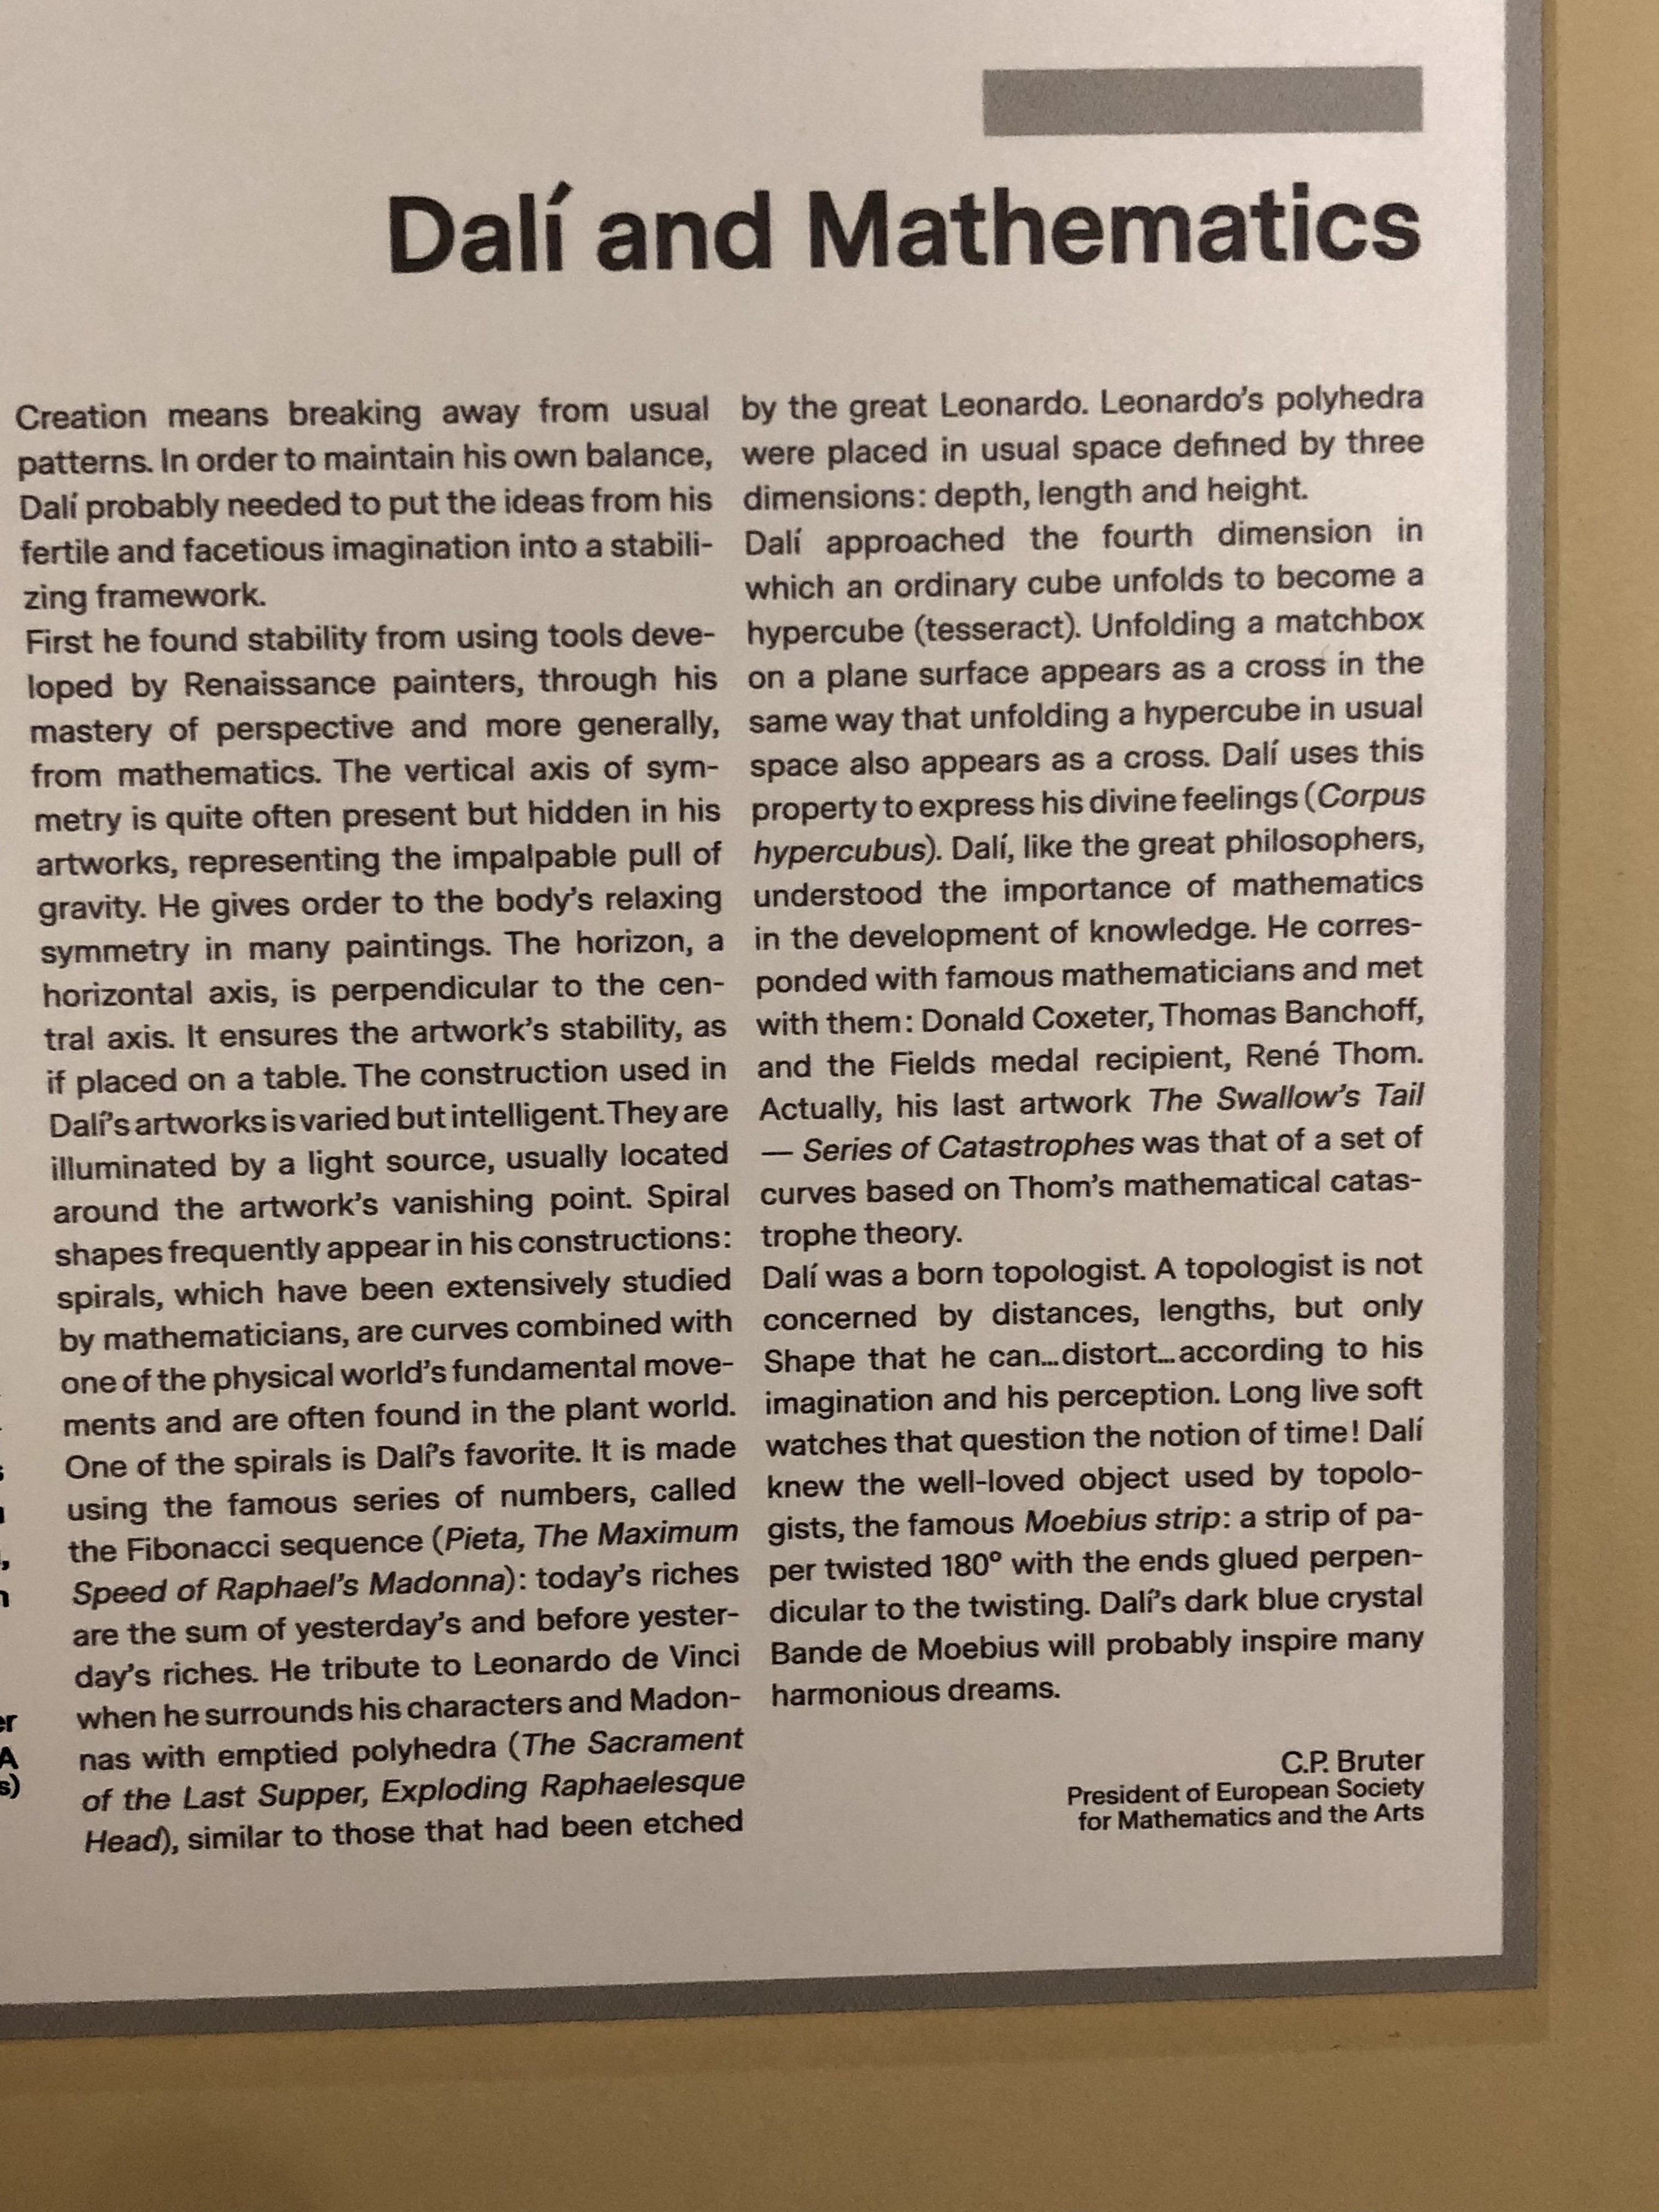 Dalí and Mathematics
Creation means breaking away from usual
patterns. In order to maintain his own balance,
Dalí probably needed to put the ideas from his
fertile and facetious imagination into a stabili-
zing framework.
First he found stability from using tools deve-
loped by Renaissance painters, through his
mastery of perspective and more generally,
from mathematics. The vertical axis of sym-
metry is quite often present but hidden in his
artworks, representing the impalpable pull of
gravity. He gives order to the body's relaxing
symmetry in many paintings. The horizon, a
horizontal axis, is perpendicular to the cen-
tral axis. It ensures the artwork's stability, as
if placed on a table. The construction used in
Dalí's artworks is varied but intelligent. They are
illuminated by a light source, usually located
around the artwork's vanishing point. Spiral
shapes frequently appear in his constructions:
spirals, which have been extensively studied
by mathematicians, are curves combined with
one of the physical world's fundamental move-
ments and are often found in the plant world.
One of the spirals is Dalí's favorite. It is made
using the famous series of numbers, called
the Fibonacci sequence (Pieta, The Maximum
Speed of Raphael's Madonna): today's riches
are the sum of yesterday's and before yester-
day's riches. He tribute to Leonardo de Vinci
when he surrounds his characters and Madon-
nas with emptied polyhedra (The Sacrament
of the Last Supper, Exploding Raphaelesque
Head), similar to those that had been etched
by the great Leonardo. Leonardo's polyhedra
were placed in usual space defined by three
dimensions: depth, length and height.
Dalí approached the fourth dimension in
which an ordinary cube unfolds to become a
hypercube (tesseract). Unfolding a matchbox
on a plane surface appears as a cross in the
same way that unfolding a hypercube in usual
space also appears as a cross. Dalí uses this
property to express his divine feelings (Corpus
hypercubus). Dalí, like the great philosophers,
understood the importance of mathematics
in the development of knowledge. He corres-
ponded with famous mathematicians and met
with them: Donald Coxeter, Thomas Banchoff,
and the Fields medal recipient, René Thom.
Actually, his last artwork The Swallow's Tail
— Series of Catastrophes was that of a set of
curves based on Thom's mathematical catas-
trophe theory.
Dalí was a born topologist. A topologist is not
concerned by distances, lengths, but only
Shape that he can...distort...according to his
imagination and his perception. Long live soft
watches that question the notion of time! Dalí
knew the well-loved object used by topolo-
gists, the famous Moebius strip: a strip of pa-
per twisted 180º with the ends glued perpen-
dicular to the twisting. Dalí's dark blue crystal
Bande de Moebius will probably inspire many
harmonious dreams.
C.P. Bruter
President of European Society
for Mathematics and the Arts